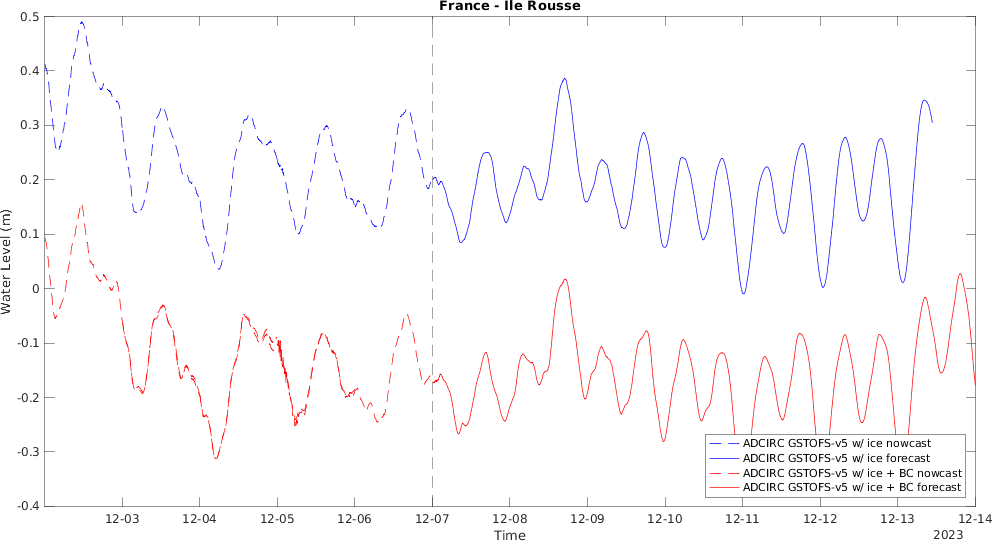 France - Ile Rousse
0.5
0.4
0.3
0.2
0.1
0
-0.1
-0.2
-0.3
-0.4
Water Level (m)
ADCIRC GSTOFS-v5 w/ ice nowcast
ADCIRC GSTOFS-v5 w/ ice forecast
ADCIRC GSTOFS-v5 w/ ice + BC nowcast
ADCIRC GSTOFS-v5 w/ ice + BC forecast
12-03 12-04 12-05 12-06 12-07 12-08 12-09 12-10 12-11 12-12 12-13 12-14
Time
2023